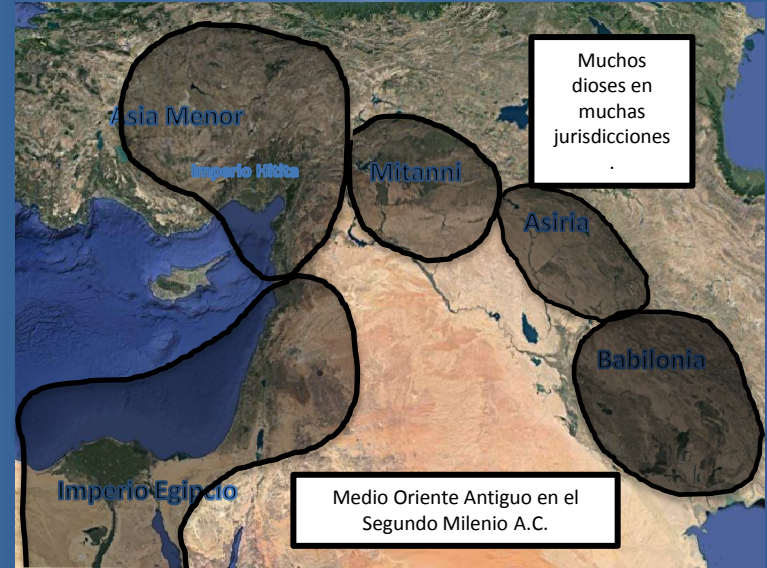 Muchos
dioses en
muchas
jurisdicciones
.
Asia Menor
Imperio Hitita
Mitanni
Asiria
Babilonia
Imperio Egipcio
Medio Oriente Antiguo en el
Segundo Milenio A.C.